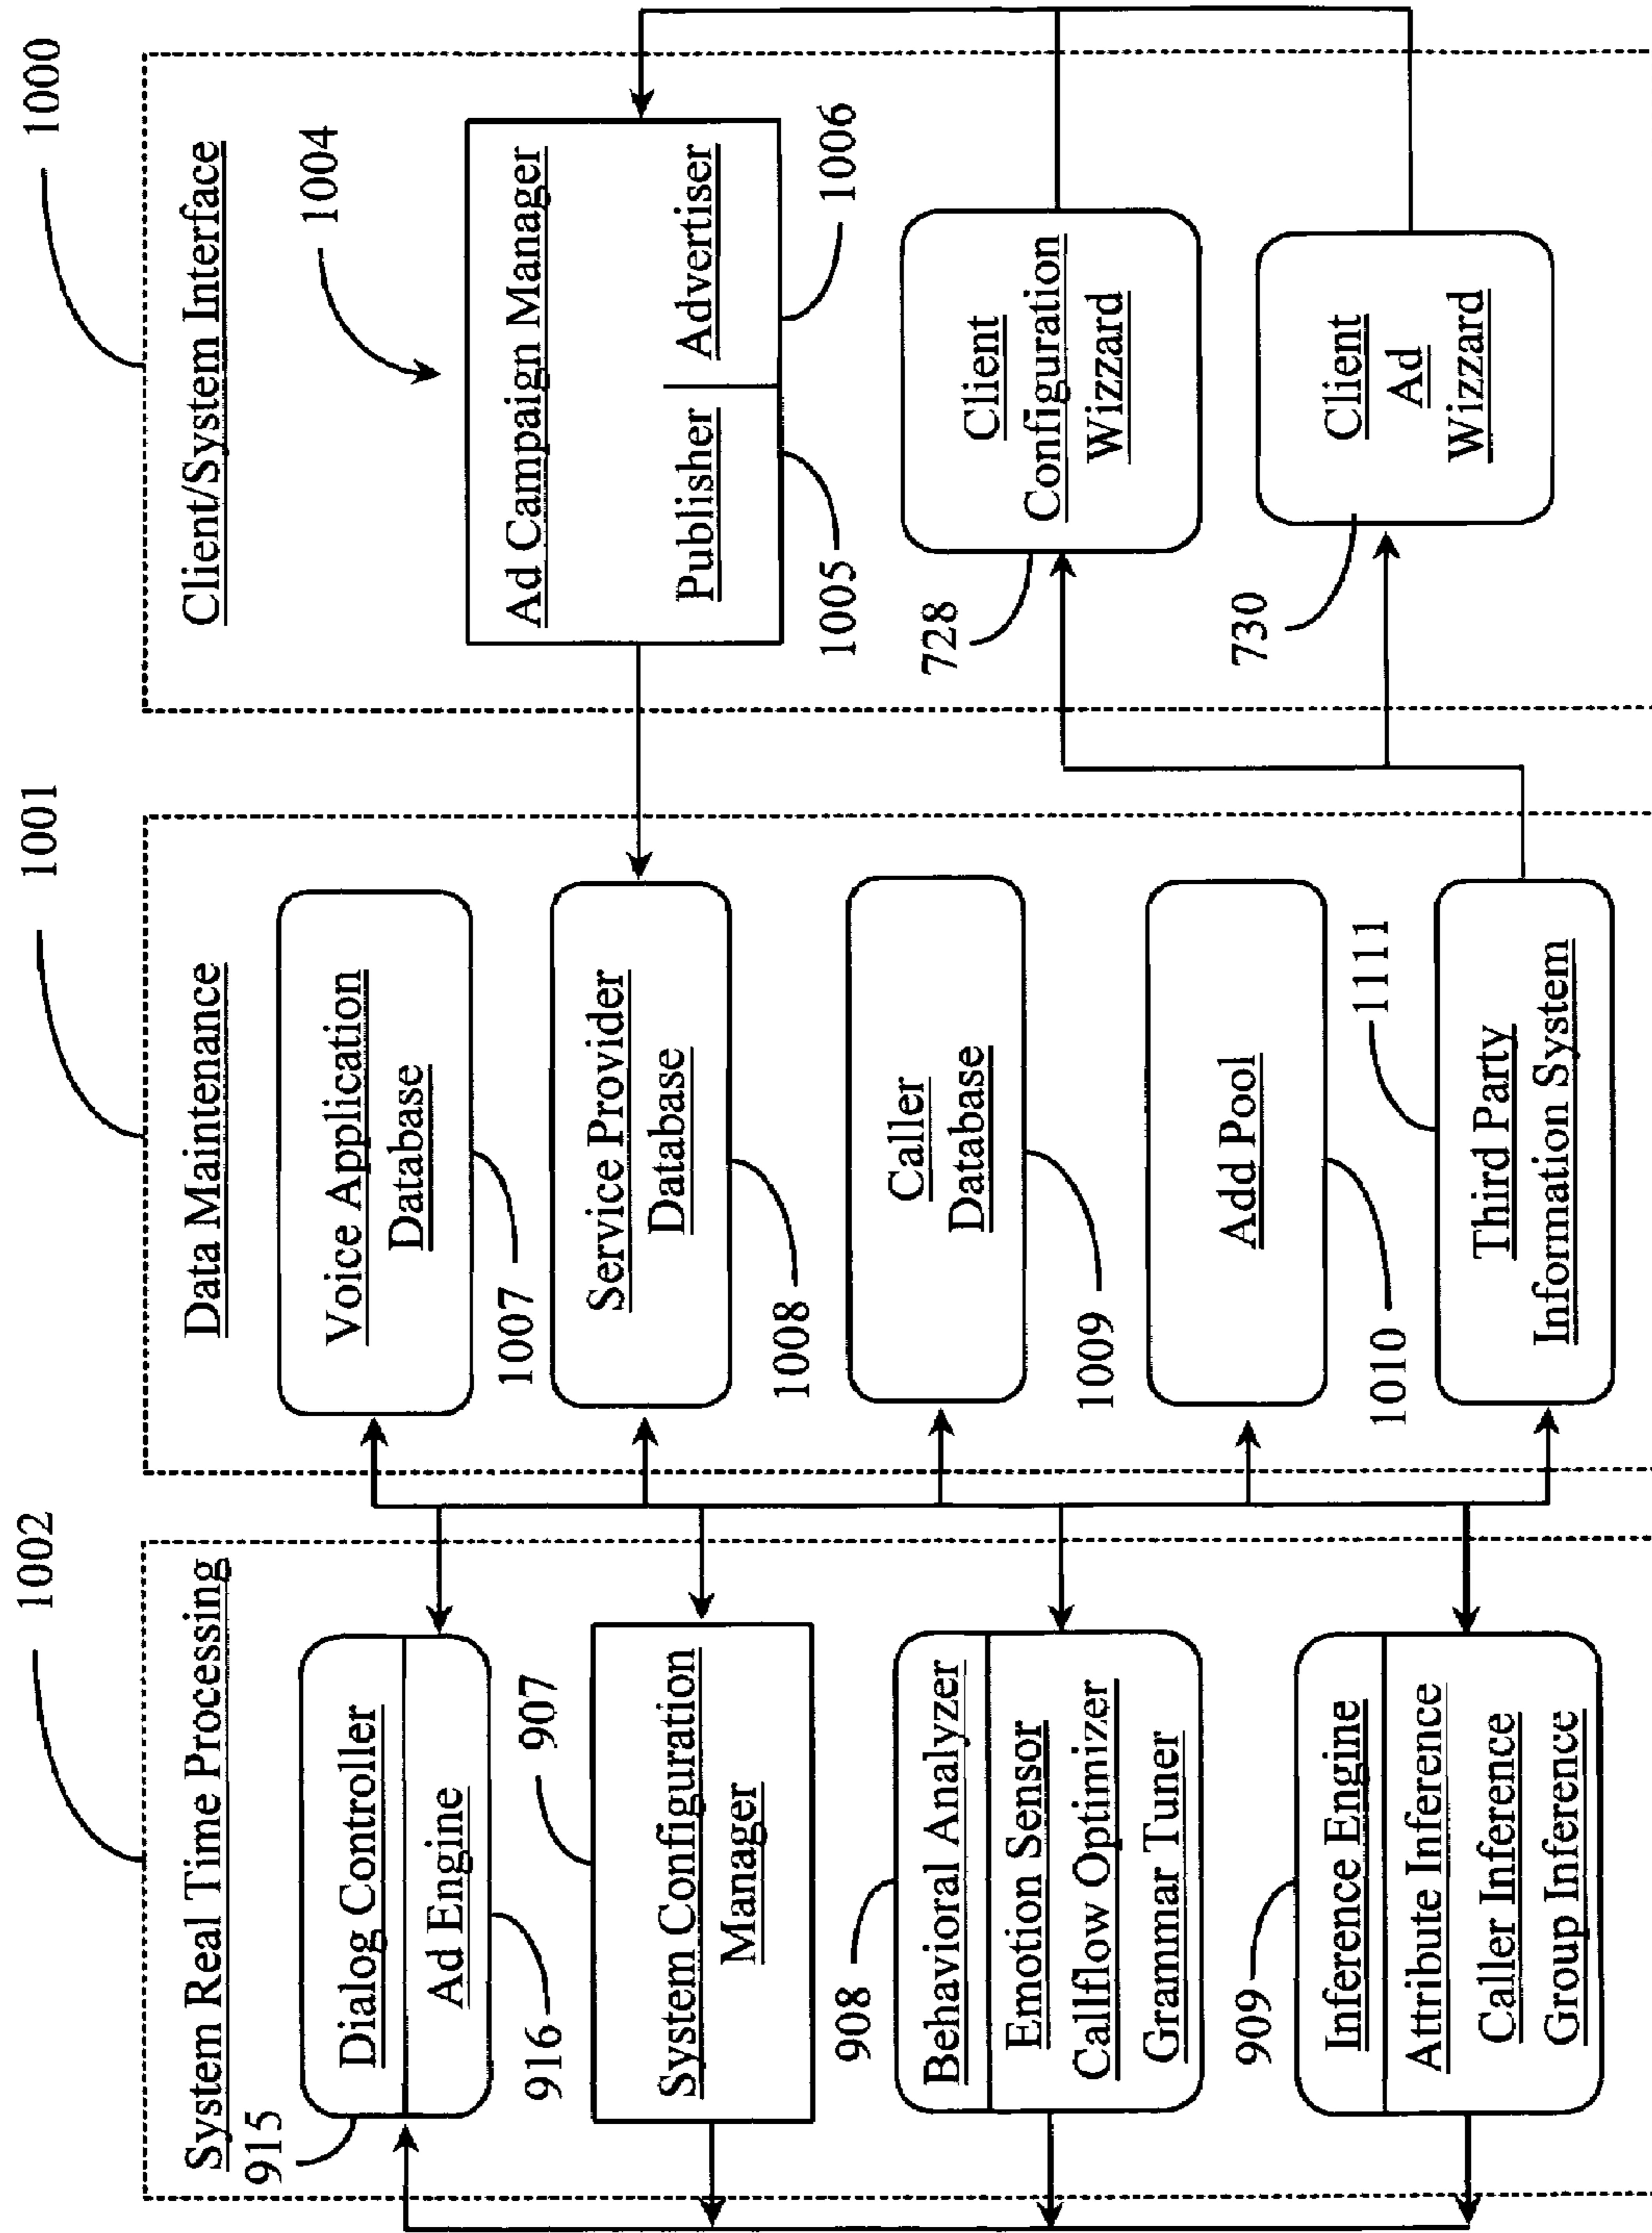 1002
System Real Time Processing
915
Dialog Controller
Ad Engine
916
907
System Configuration
Manager
908
Behavioral Analyzer
Emotion Sensor
Callflow Optimizer
Grammar Tuner
909
Inference Engine
Attribute Inference
Caller Inference
Group Inference
1001
Data Maintenance
Voice Application
Database
1007
Service Provider
Database
1008
Caller
Database
1009
Add Pool
1010
1111
Third Party
Information System
1000
Client/System Interface
1004
Ad Campaign Manager
Publisher
Advertiser
1005
1006
Client
Configuration
Wizzard
728
Client
Ad
Wizzard
730